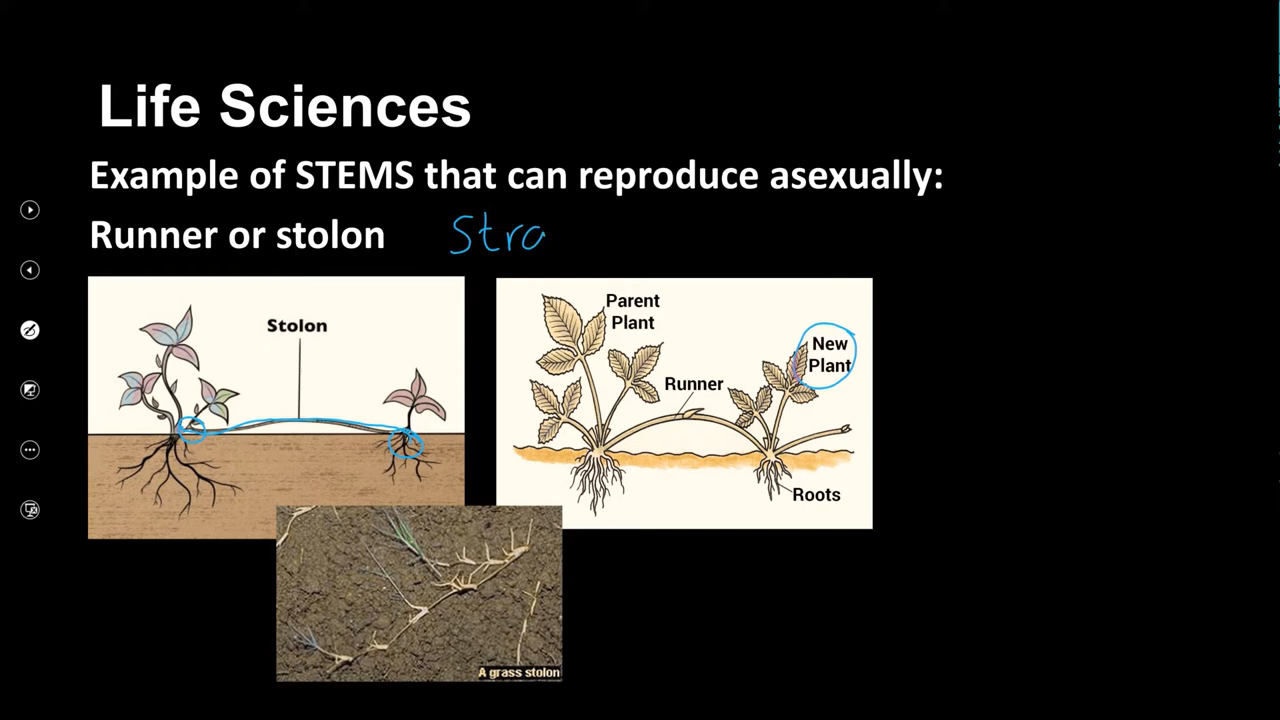 Life Sciences
Example of STEMS that can reproduce asexually:
Runner or stolon Stra
Stolon
Parent
Plant
Runner
New
Plant
Roots
A grass stolon